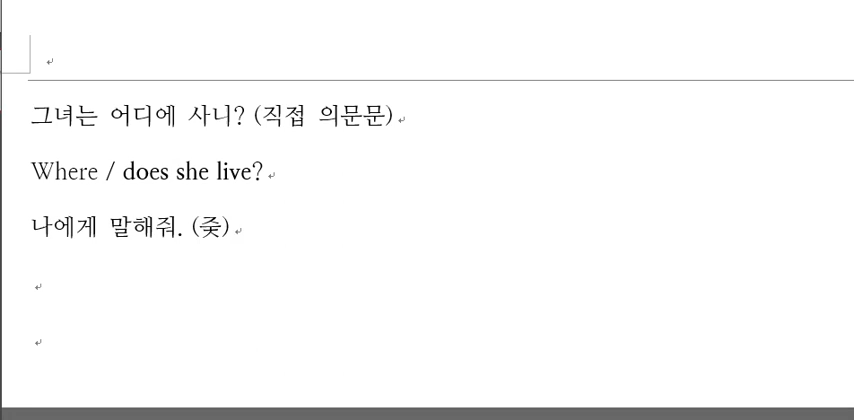 그녀는 어디에 사니? (직접 의문문)
Where / does she live?
나에게 말해줘. (줒)